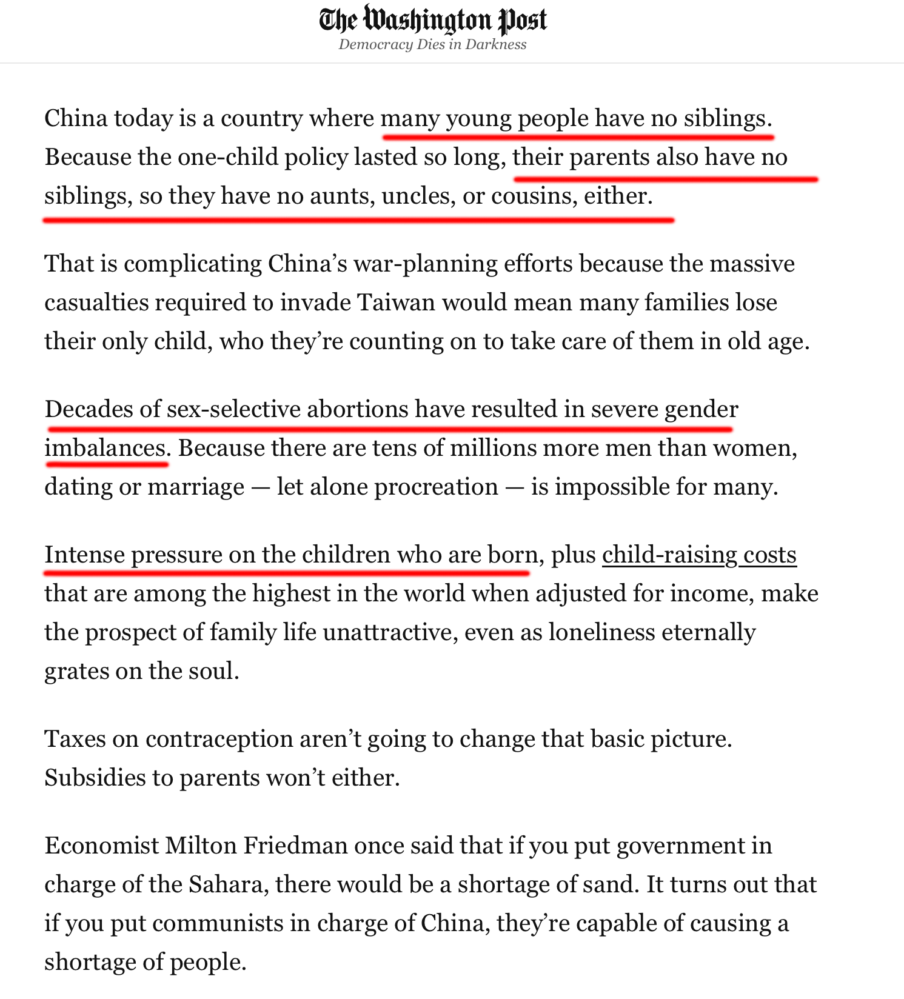 The Washington Post
Democracy Dies in Darkness
China today is a country where many young people have no siblings.
Because the one-child policy lasted so long, their parents also have no
siblings, so they have no aunts, uncles, or cousins, either.
That is complicating China’s war-planning efforts because the massive
casualties required to invade Taiwan would mean many families lose
their only child, who they’re counting on to take care of them in old age.
Decades of sex-selective abortions have resulted in severe gender
imbalances. Because there are tens of millions more men than women,
dating or marriage — let alone procreation — is impossible for many.
Intense pressure on the children who are born, plus child-raising costs
that are among the highest in the world when adjusted for income, make
the prospect of family life unattractive, even as loneliness eternally
grates on the soul.
Taxes on contraception aren’t going to change that basic picture.
Subsidies to parents won’t either.
Economist Milton Friedman once said that if you put government in
charge of the Sahara, there would be a shortage of sand. It turns out that
if you put communists in charge of China, they’re capable of causing a
shortage of people.